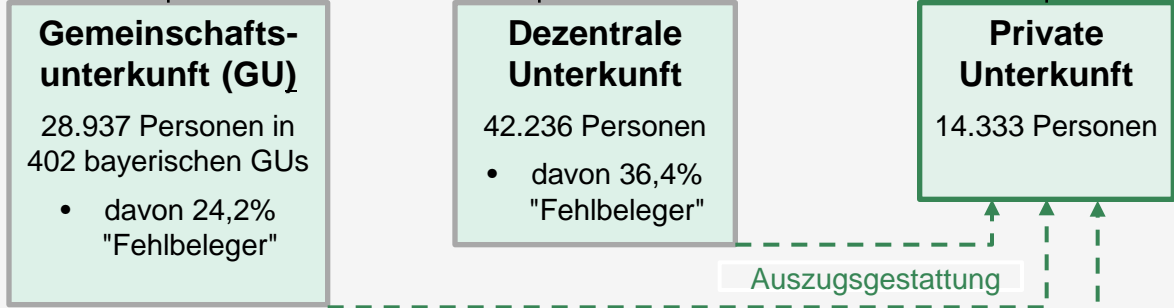 Gemeinschafts-
unterkunft (GU)
28.937 Personen in
402 bayerischen GUs
• davon 24,2%
"Fehlbeleger"
Dezentrale
Unterkunft
42.236 Personen
• davon 36,4%
"Fehlbeleger"
Private
Unterkunft
14.333 Personen
Auszugsgestattung